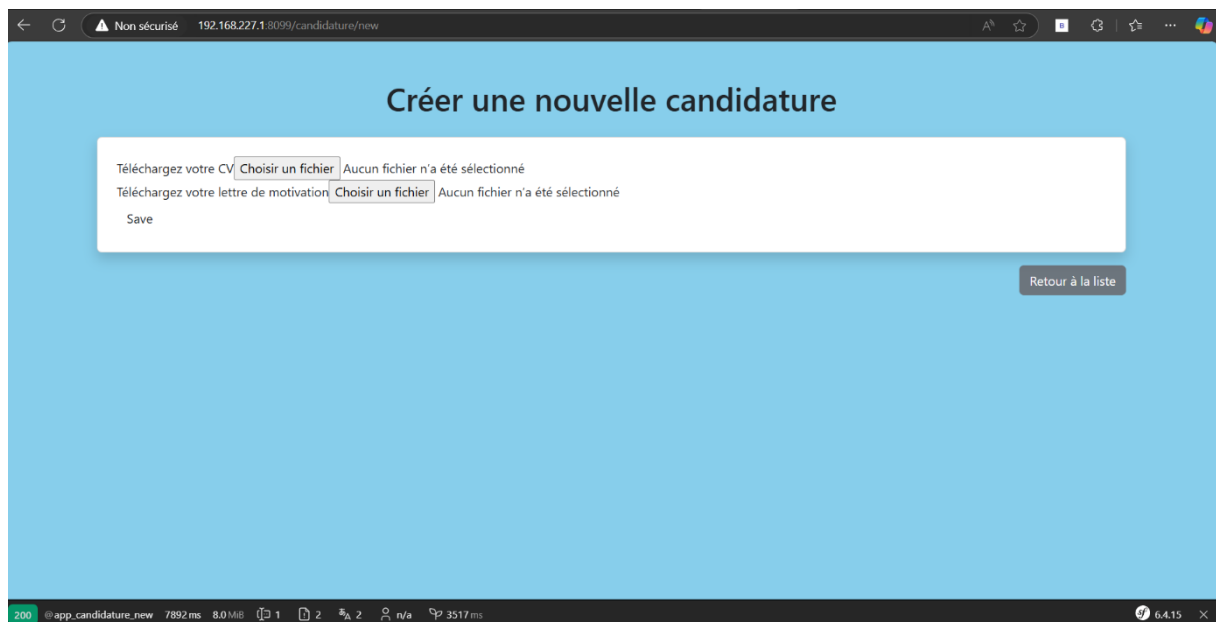 Non sécurisé 192.168.227.1:8099/candidature/new
Créer une nouvelle candidature
Téléchargez votre CV Choisir un fichier Aucun fichier n'a été sélectionné
Téléchargez votre lettre de motivation Choisir un fichier Aucun fichier n'a été sélectionné
Save
Retour à la liste
200 @app_candidature_new 7892 ms 8.0 MiB 1 2 2 n/a 3517 ms 6.4.15